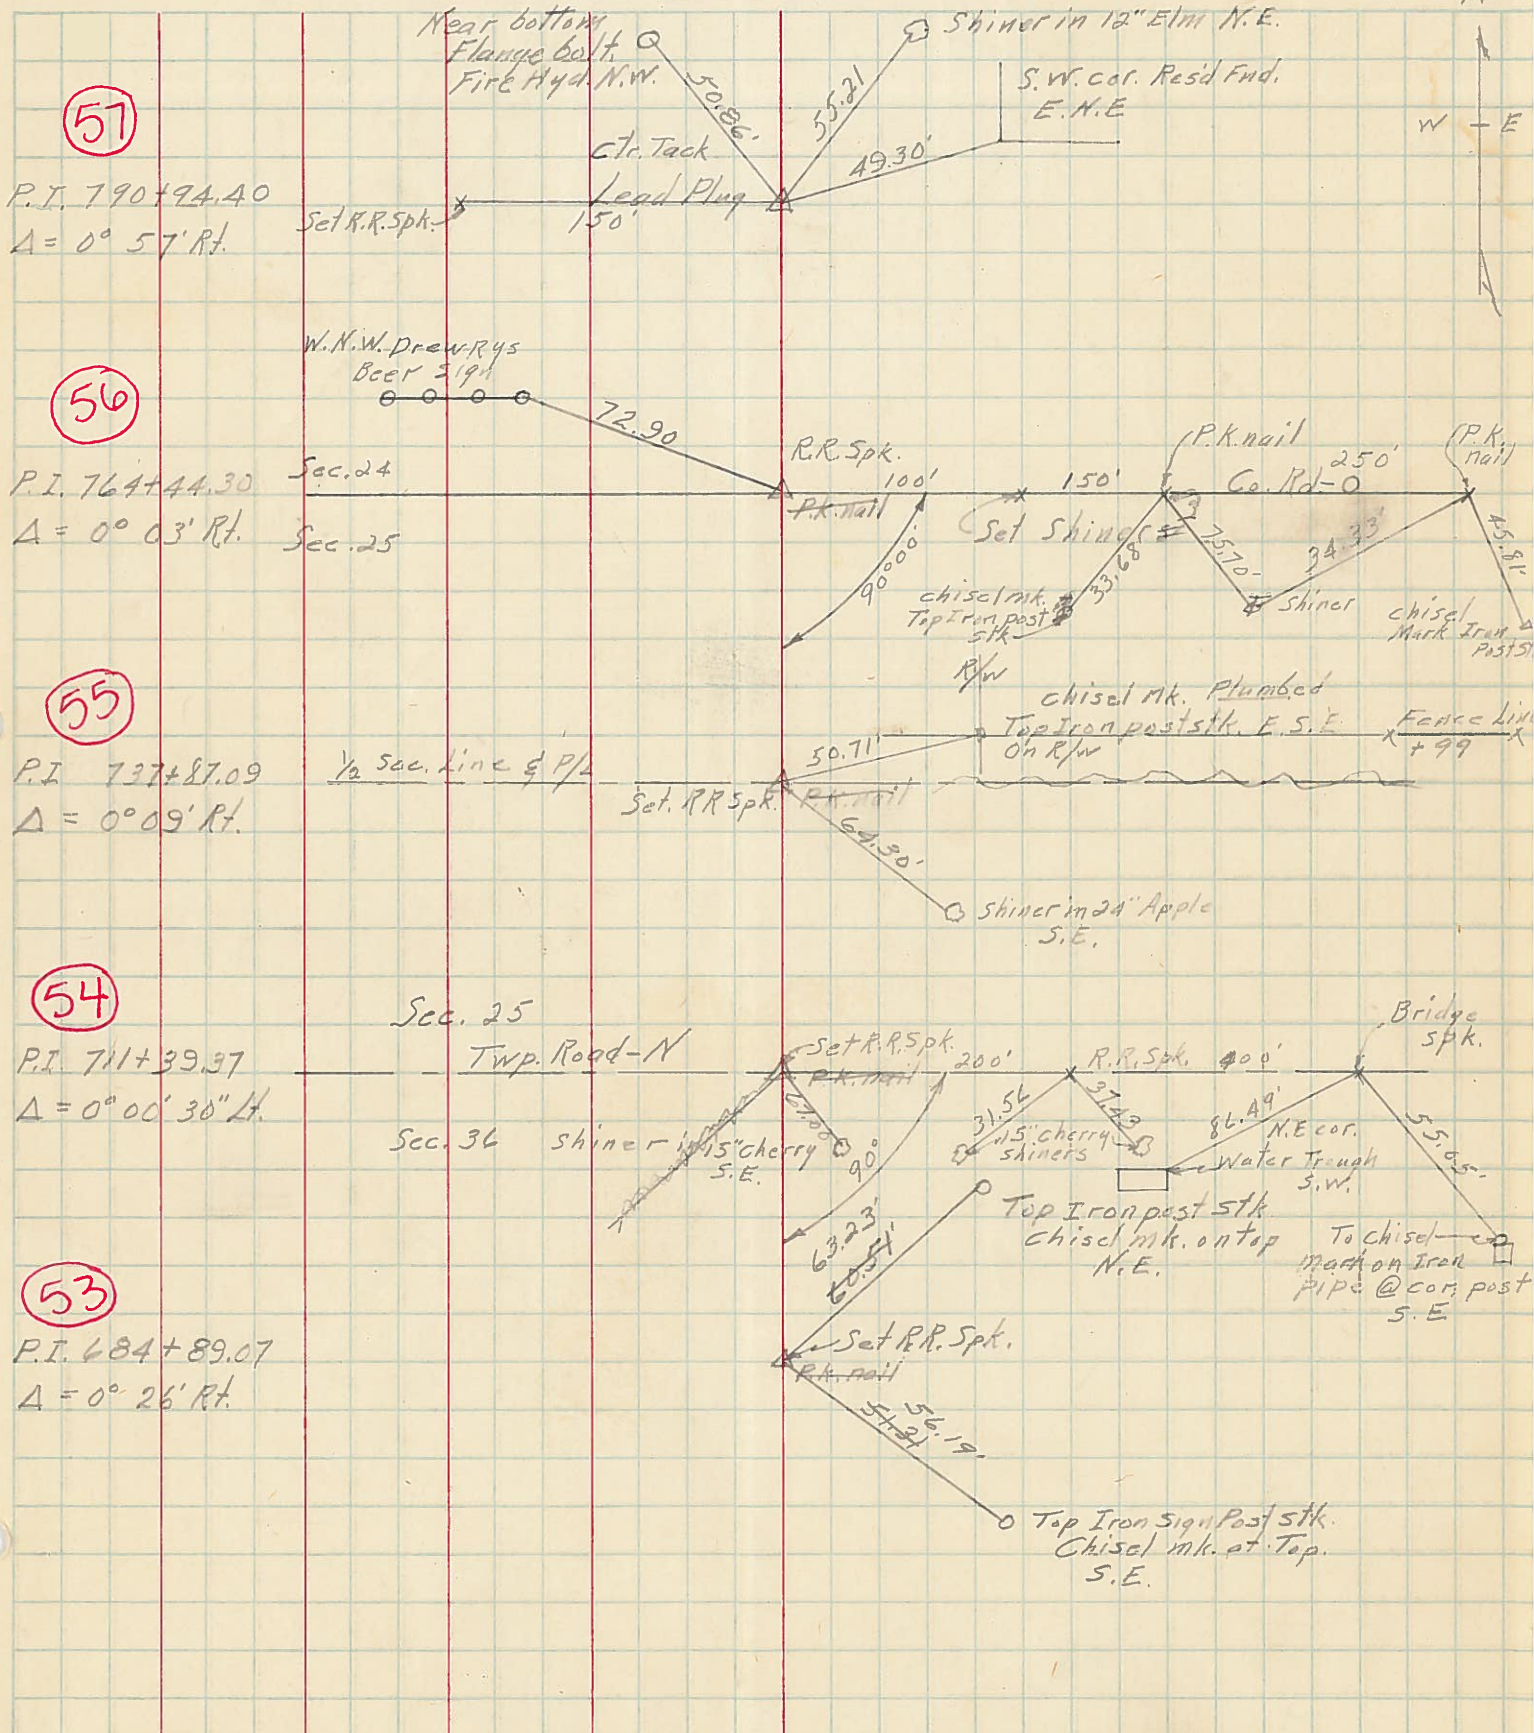 Near bottom
Flange bolt.
Fire Hyd. N.W.
50.86'
Shiner in 12" Elm N.E.
55.21
S.W. cor. Res'd Fnd.
E.N.E
49.30'
W E
57
Ctr. Tack
Lead Plug
150'
Set R.R. Spk.
P.I. 790+94.40
Δ = 0° 57' Rt.
W.N.W. Drewrys
Beer Sign
72.90
56
P.I. 764+44.30
Δ = 0° 03' Rt.
Sec. 24
Sec. 25
R.R. Spk.
P.K. nail
100'
150'
P.K. nail
Co. Rd-O
250'
P.K.
nail
Set Shiners
90°00'
33.68
75.70
34.33'
45.81'
chisel mk.
Top Iron post
stk
Shiner
chisel
Mark Iron
Post St
55
P.I 737+87.09
Δ = 0° 09' Rt.
1/2 Sec. Line & P/L
Set. RR Spk.
P.K. nail
R/W
50.71'
chisel Mk. Plumbed
Top Iron post stk. E.S.E.
On R/W
Fence Line
+99
Shiner in 24" Apple
S.E.
54
P.I. 711+39.37
Δ = 0° 00' 30" Lt.
Sec. 25
Twp. Road-N
Sec. 36
Set R.R. Spk.
P.K. nail
200'
R.R. Spk.
400'
Bridge
spk.
shiner in
15" cherry
S.E.
90°
31.56
37.43
15" cherry
shiners
N.E cor.
Water Trough
S.W.
To Chisel
mark on Iron
pipe @ cor. post
S.E
63.23'
60.51'
Top Iron post stk
chisel mk. on top
N.E.
53
P.I. 684+89.07
Δ = 0° 26' Rt.
Set R.R. Spk.
P.K. nail
56.19
Top Iron Sign Post stk.
Chisel mk. at Top.
S.E.